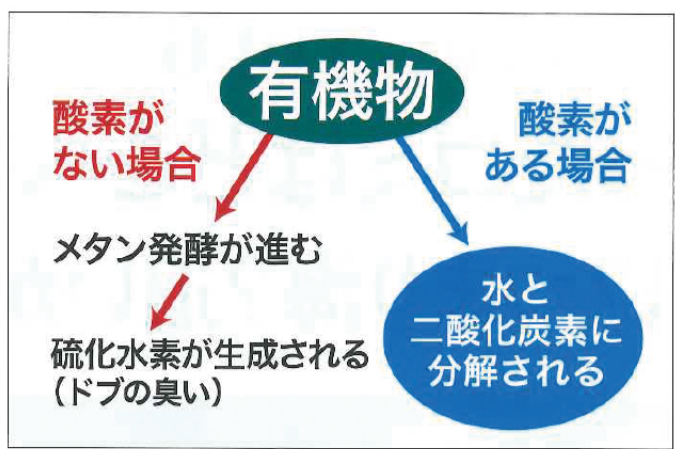 有機物
酸素が
ない場合
酸素が
ある場合
メタン発酵が進む
硫化水素が生成される
(ドブの臭い)
水と
二酸化炭素に
分解される